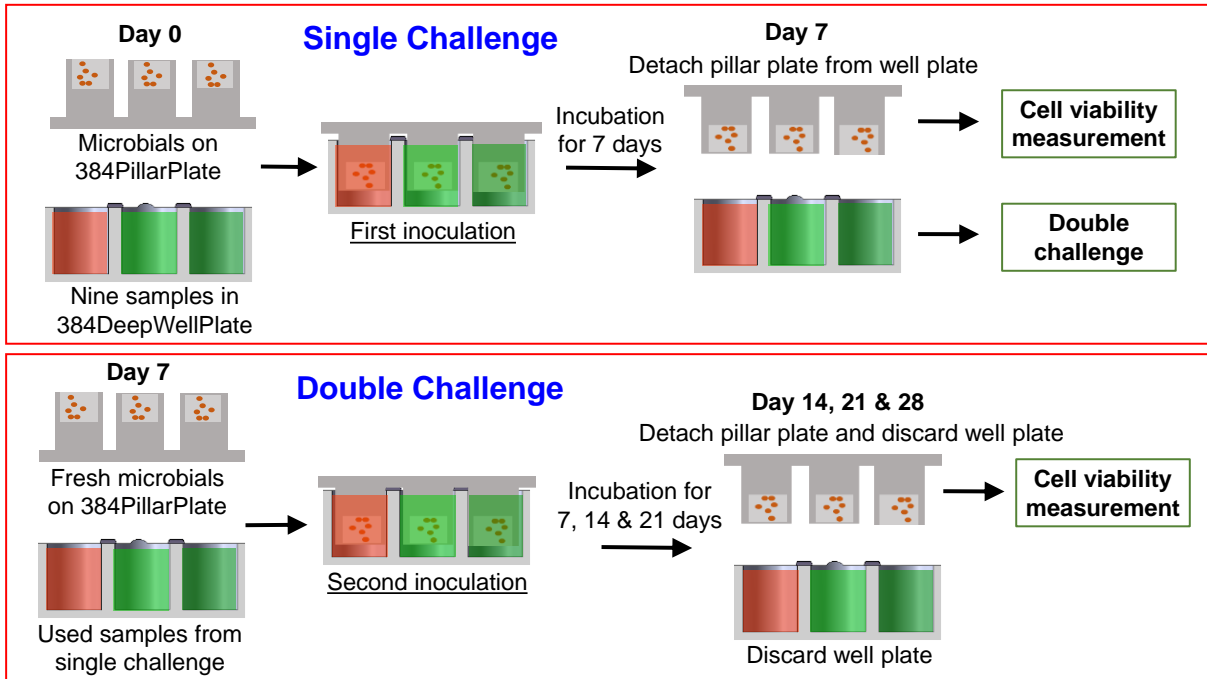 Day 0
Single Challenge
Day 7
Detach pillar plate from well plate
Microbials on
384PillarPlate
Incubation
for 7 days
Cell viability
measurement
First inoculation
Double
challenge
Nine samples in
384DeepWellPlate
Day 7
Double Challenge
Day 14, 21 & 28
Detach pillar plate and discard well plate
Fresh microbials
on 384PillarPlate
Incubation for
7, 14 & 21 days
Cell viability
measurement
Second inoculation
Used samples from
single challenge
Discard well plate